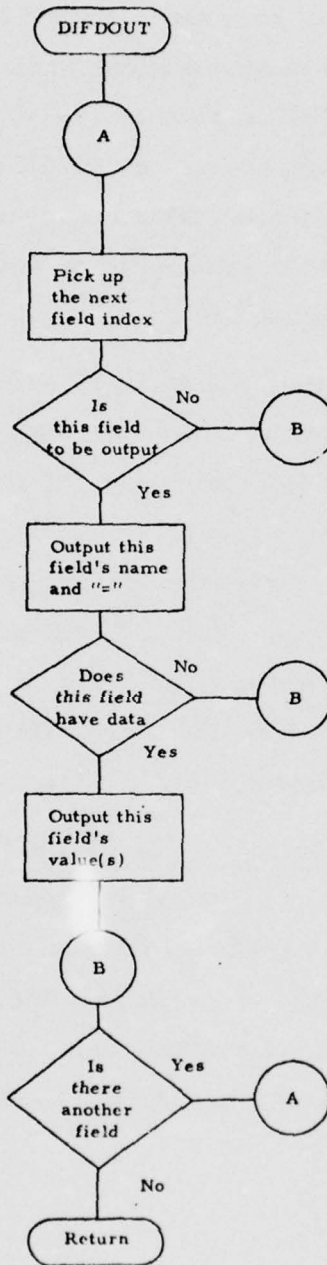 DIFDOUT
A
Pick up
the next
field index
Is
this field
to be output
No
B
Yes
Output this
field's name
and "="
Does
this field
have data
No
B
Yes
Output this
field's
value(s)
B
Is
there
another
field
Yes
A
No
Return